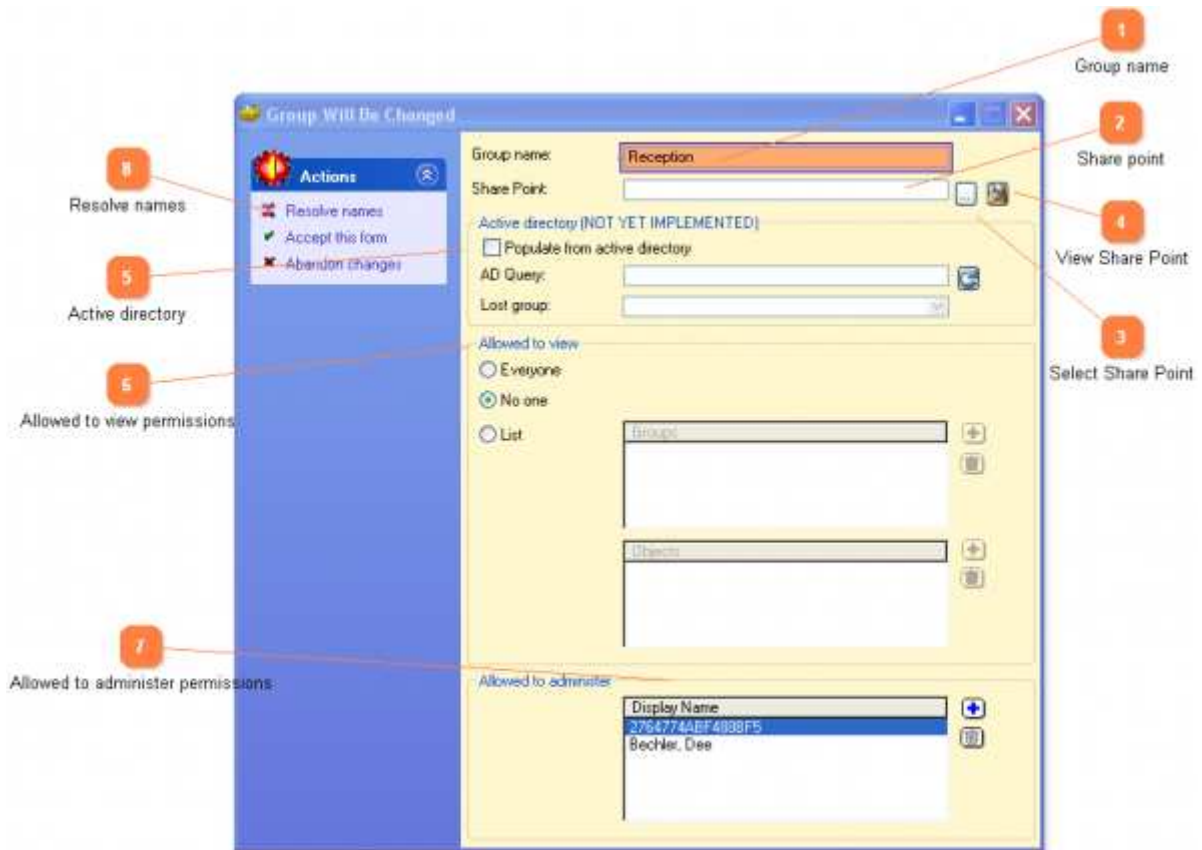 1
Group name
Group Will Be Changed
2
Share point
Group name:
Reception
8
Resolve names
Actions
Share Point:
...
4
View Share Point
Resolve names
Accept this form
Abandon changes
Active directory (NOT YET IMPLEMENTED)
Populate from active directory
5
Active directory
AD Query:
Lost group:
3
Select Share Point
Allowed to view
6
Allowed to view permissions
Everyone
No one
List
Groups
Objects
7
Allowed to administer permissions
Allowed to administer
Display Name
Bechler, Dee